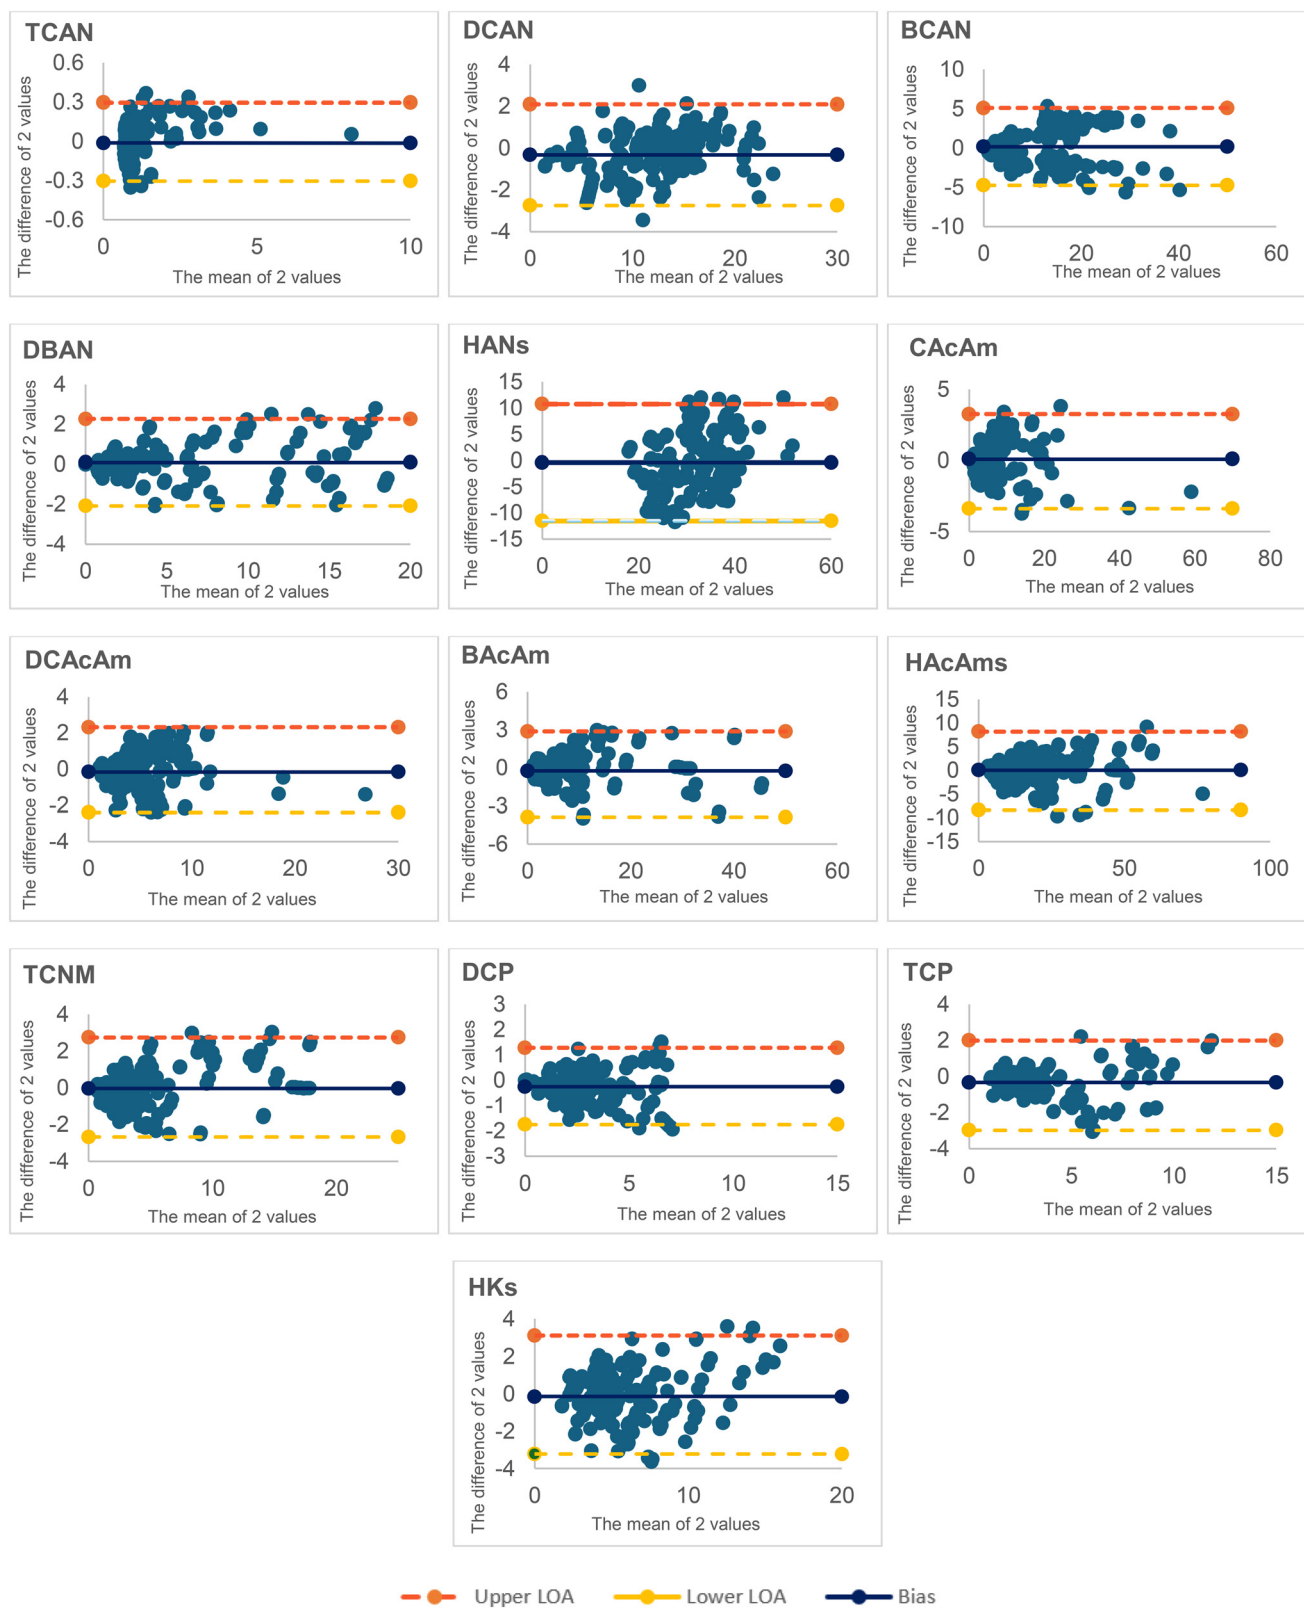 TCAN
The difference of 2 values
0.6
0.3
0
-0.3
-0.6
0 5 10
The mean of 2 values
DCAN
The difference of 2 values
4
2
0
-2
-4
0 10 20 30
The mean of 2 values
BCAN
The difference of 2 values
10
5
0
-5
-10
0 20 40 60
The mean of 2 values
DBAN
The difference of 2 values
4
2
0
-2
-4
0 5 10 15 20
The mean of 2 values
HANs
The difference of 2 values
15
10
5
0
-5
-10
-15
0 20 40 60
The mean of 2 values
CAcAm
The difference of 2 values
5
0
-5
0 20 40 60 80
The mean of 2 values
DCAcAm
The difference of 2 values
4
2
0
-2
-4
0 10 20 30
The mean of 2 values
BAcAm
The difference of 2 values
6
3
0
-3
-6
0 20 40 60
The mean of 2 values
HAcAms
The difference of 2 values
15
10
5
0
-5
-10
-15
0 50 100
The mean of 2 values
TCNM
The difference of 2 values
4
2
0
-2
-4
0 10 20
The mean of 2 values
DCP
The difference of 2 values
3
2
1
0
-1
-2
-3
0 5 10 15
The mean of 2 values
TCP
The difference of 2 values
4
2
0
-2
-4
0 5 10 15
The mean of 2 values
HKs
The difference of 2 values
4
2
0
-2
-4
0 10 20
The mean of 2 values
Upper LOA Lower LOA Bias